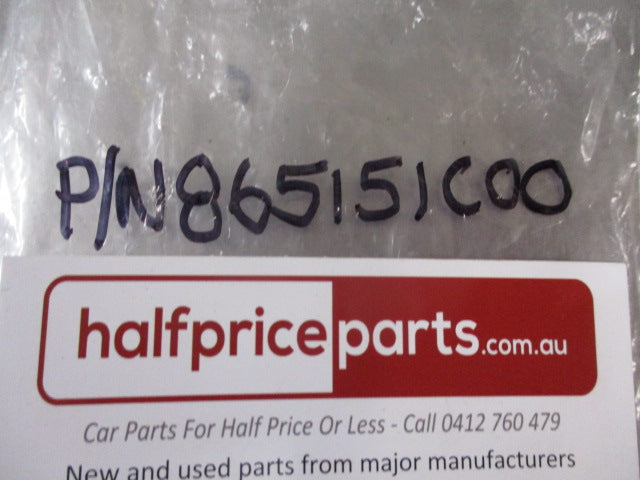 P/N 865151C00
halfpriceparts.com.au
Car Parts For Half Price Or Less - Call 0412 760 479
New and used parts from major manufacturers